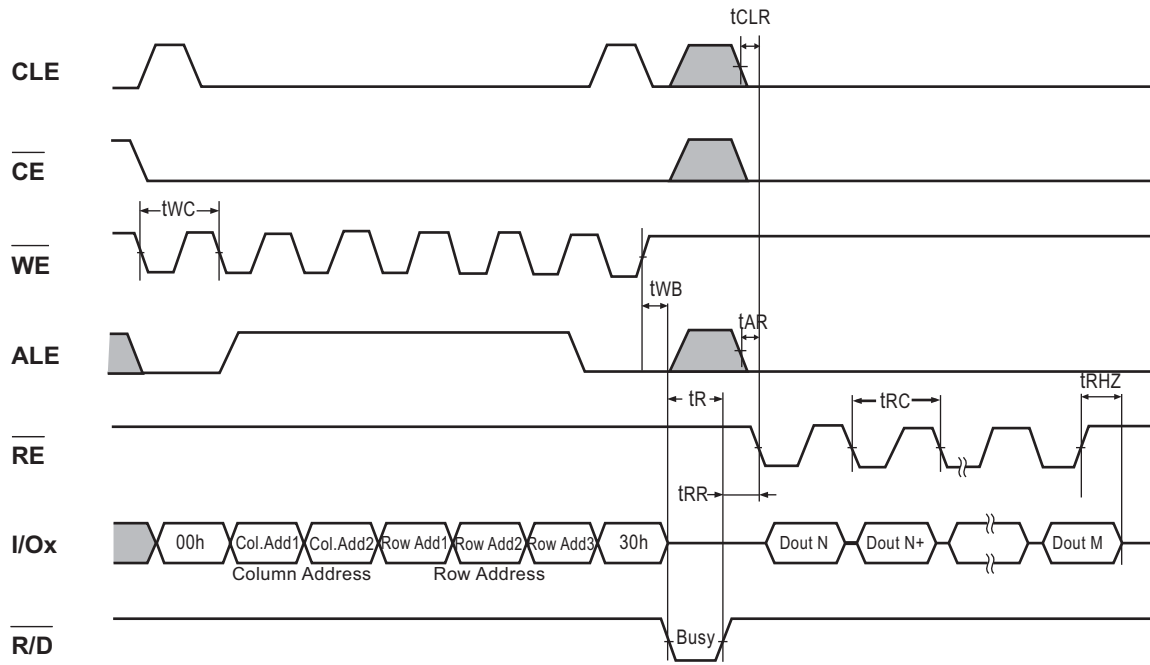 tCLR
CLE
CE
tWC
WE
tWB
tAR
ALE
tR
tRC
tRHZ
RE
tRR
I/Ox
00h
Col.Add1
Col.Add2
Row Add1
Row Add2
Row Add3
30h
Dout N
Dout N+
Dout M
Column Address
Row Address
R/D
Busy